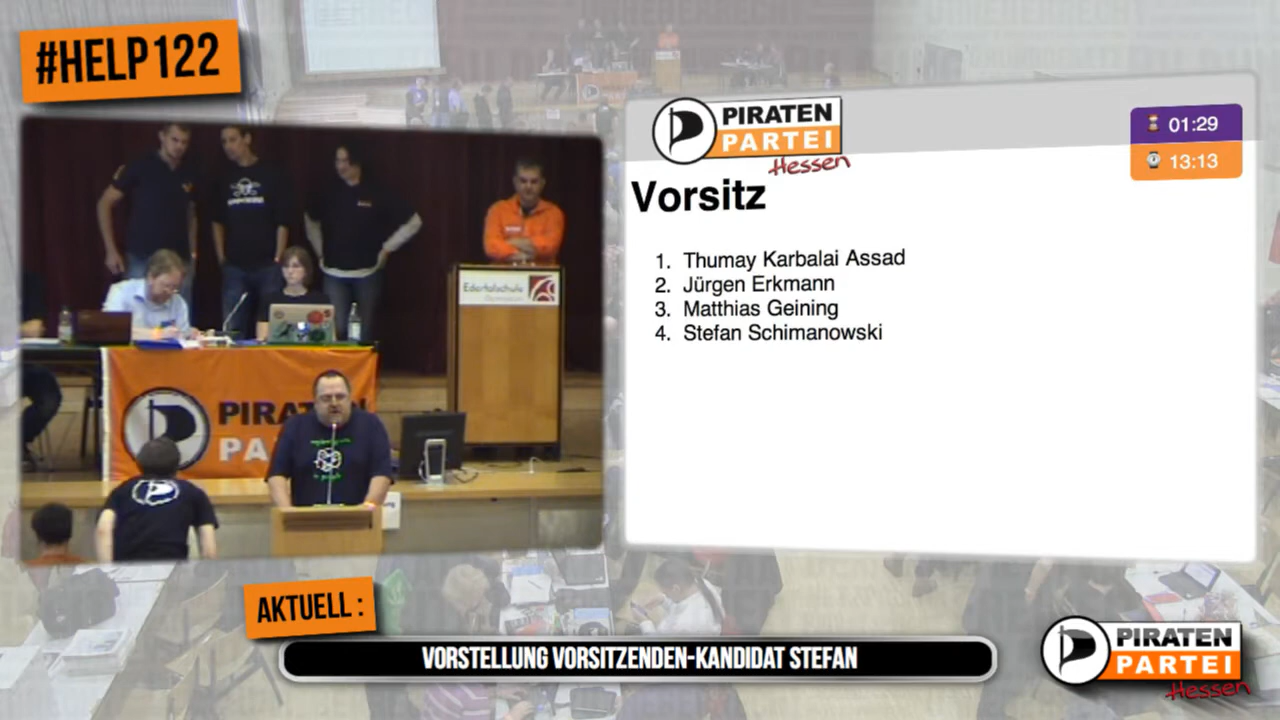 #HELP122
PIRATEN
PARTEI
Hessen
01:29
13:13
Vorsitz
1. Thumay Karbalai Assad
2. Jürgen Erkmann
3. Matthias Geining
4. Stefan Schimanowski
Edertalschule
PIRATEN
PA
AKTUELL :
VORSTELLUNG VORSITZENDEN-KANDIDAT STEFAN
PIRATEN
PARTEI
Hessen